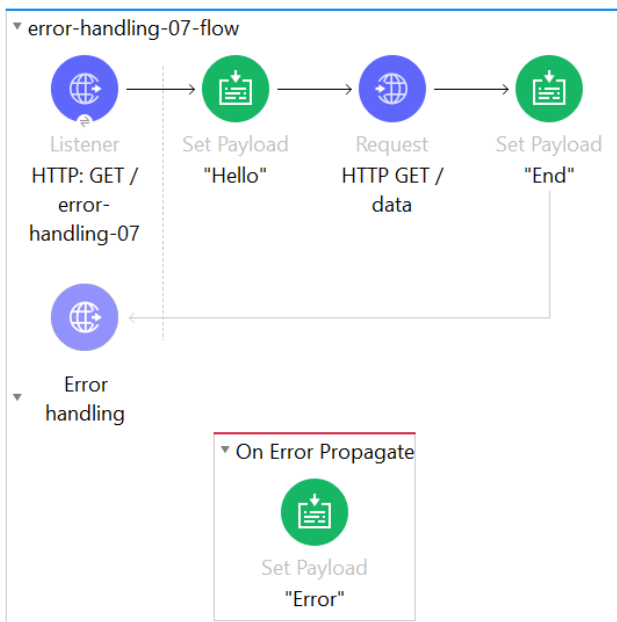 error-handling-07-flow
Listener
HTTP: GET /
error-
handling-07
Set Payload
"Hello"
Request
HTTP GET /
data
Set Payload
"End"
Error
handling
On Error Propagate
Set Payload
"Error"